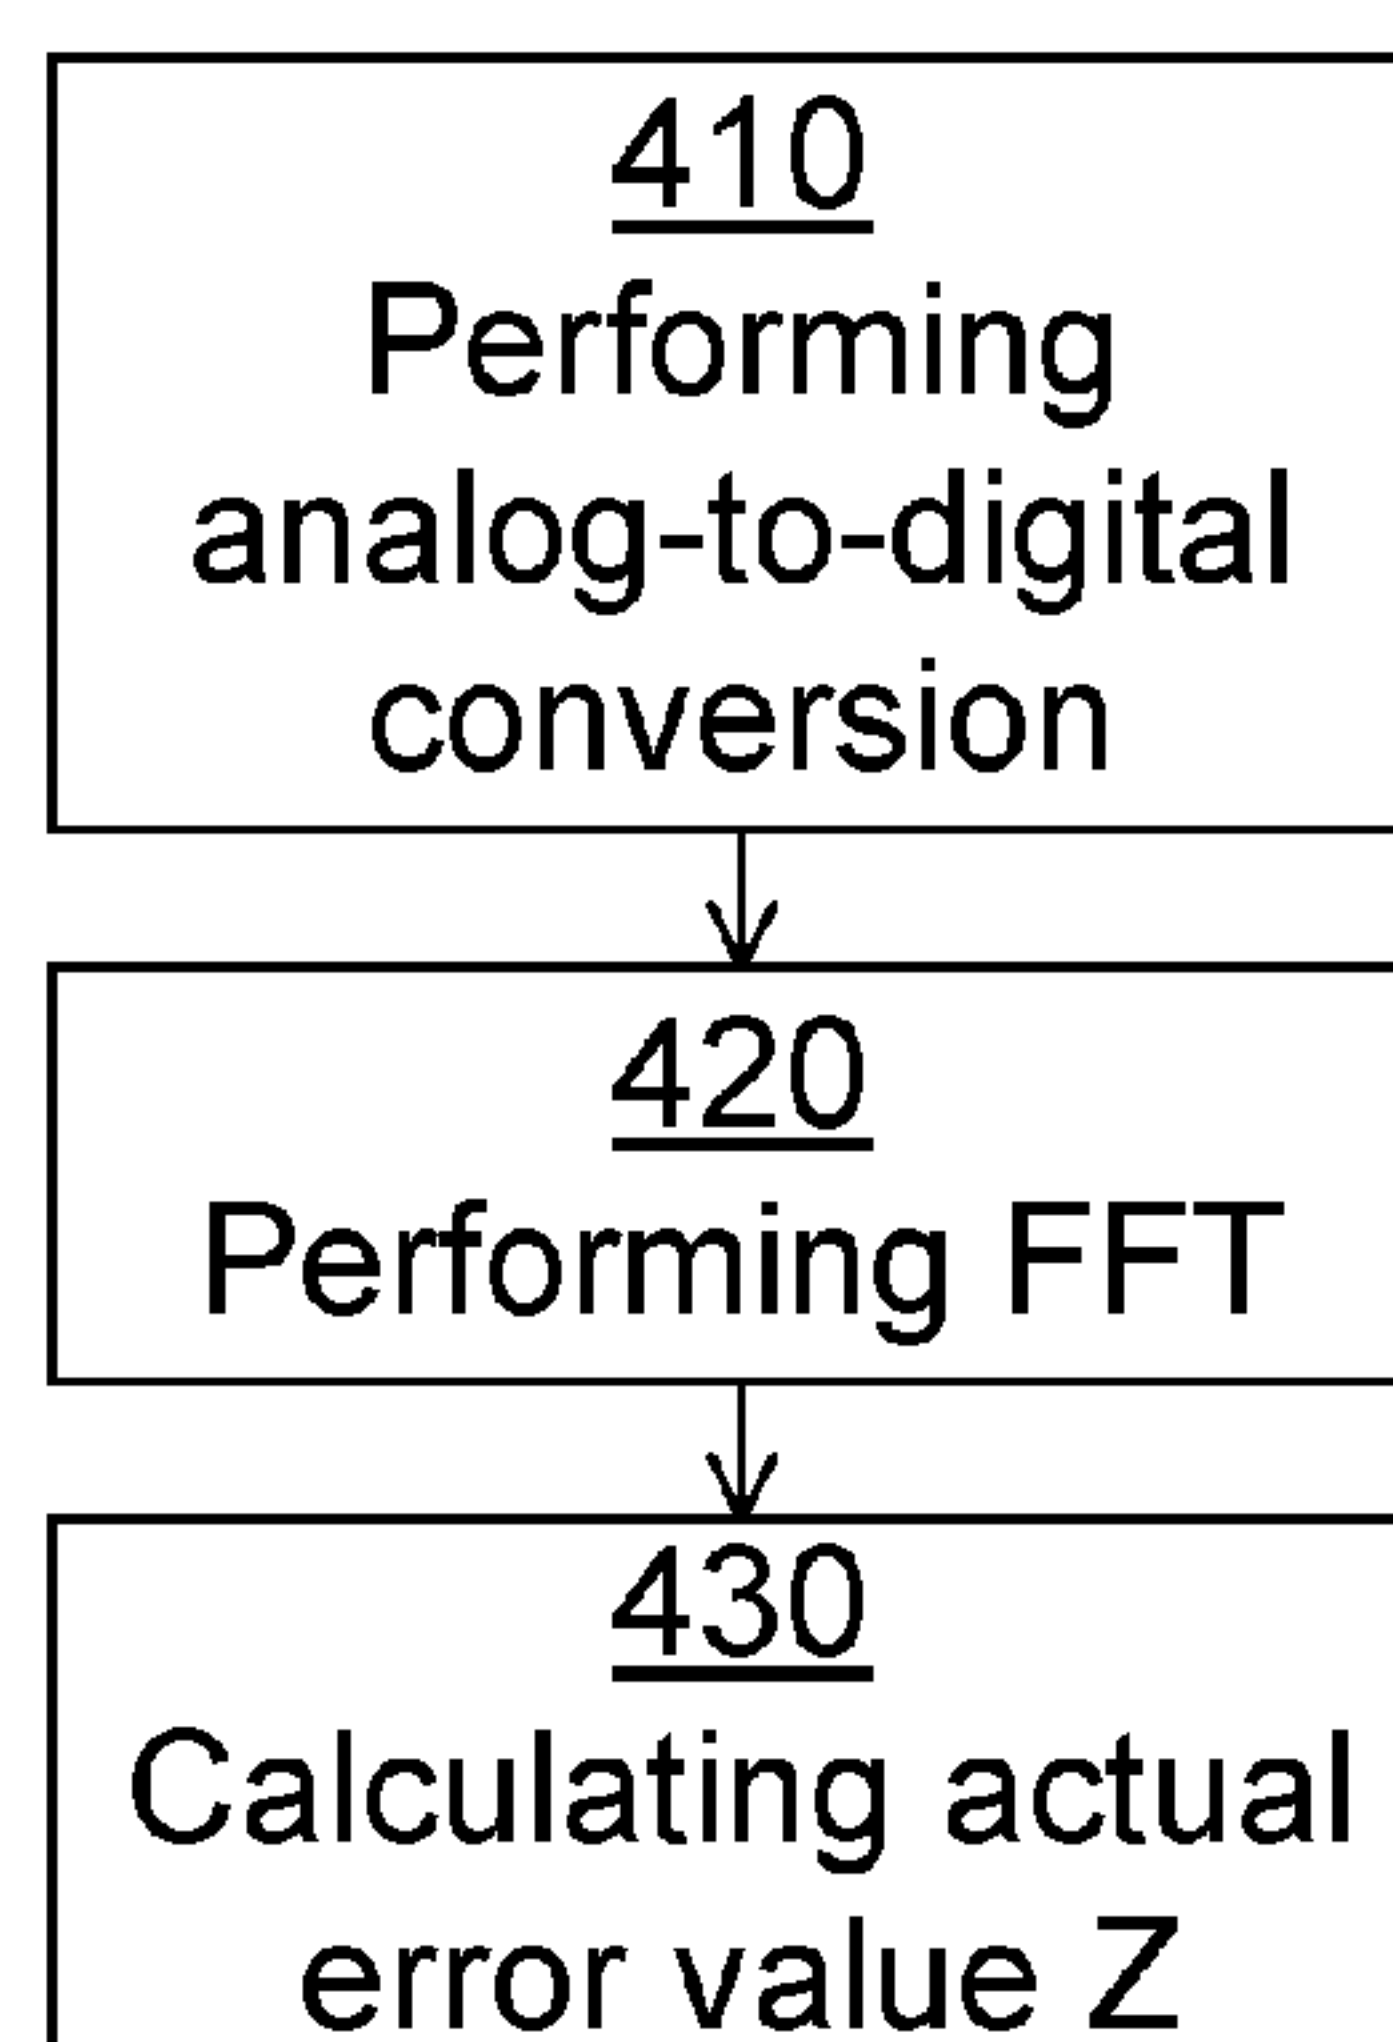 410
Performing
analog-to-digital
conversion
420
Performing FFT
430
Calculating actual
error value Z